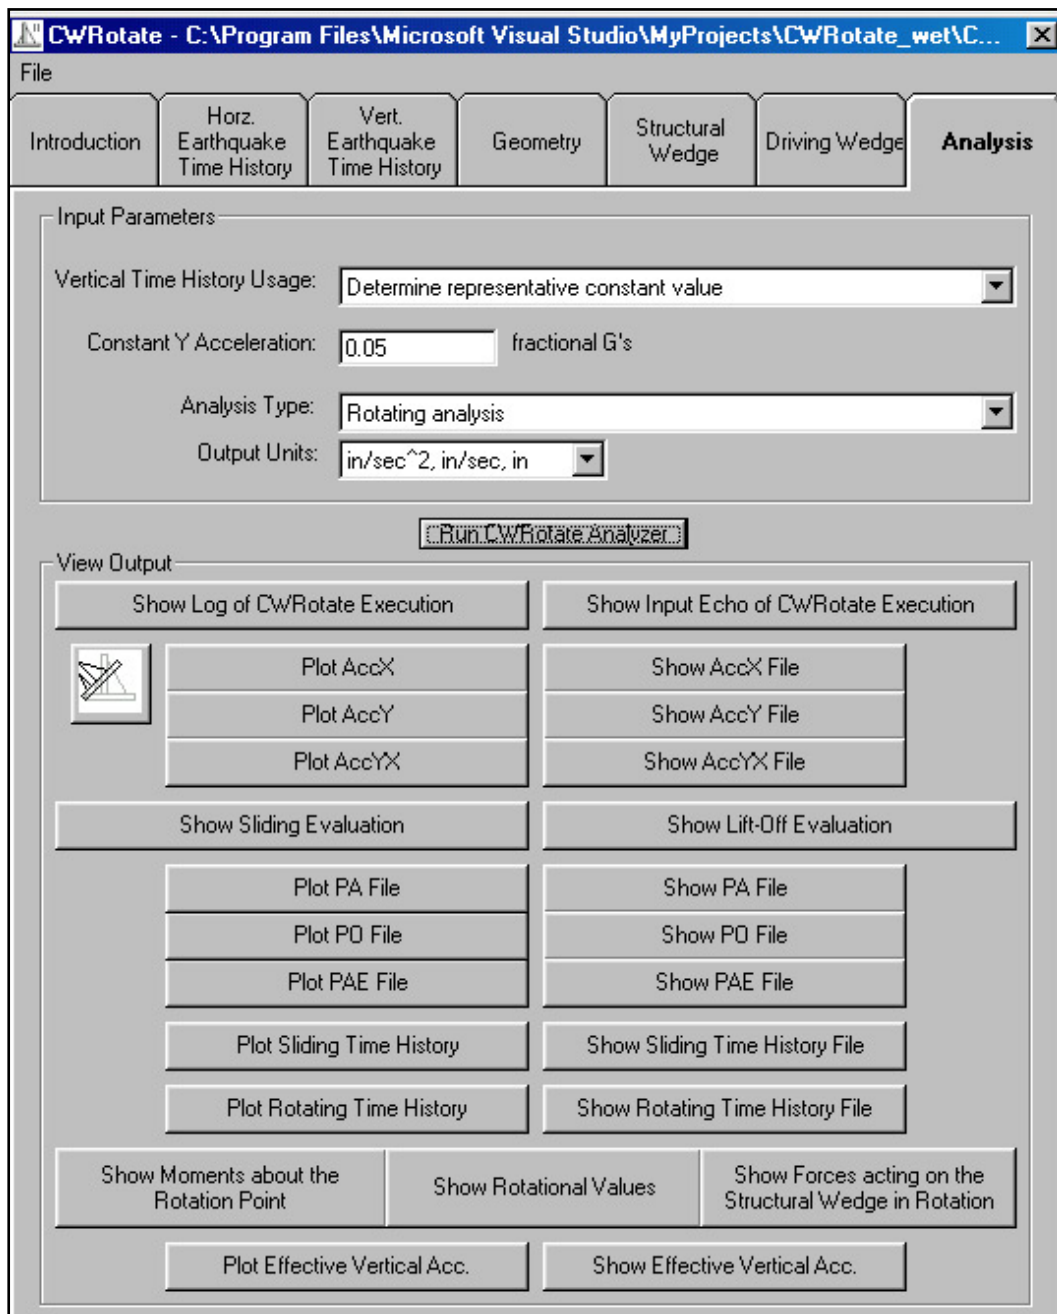 CWRotate - C:\Program Files\Microsoft Visual Studio\MyProjects\CWRotate_wet\C...
File
Introduction
Horz.
Earthquake
Time History
Vert.
Earthquake
Time History
Geometry
Structural
Wedge
Driving Wedge
Analysis
Input Parameters
Vertical Time History Usage: Determine representative constant value
Constant Y Acceleration: 0.05 fractional G's
Analysis Type: Rotating analysis
Output Units: in/sec^2, in/sec, in
Run CWRotate Analyzer
View Output
Show Log of CWRotate Execution
Show Input Echo of CWRotate Execution
Plot AccX
Show AccX File
Plot AccY
Show AccY File
Plot AccYX
Show AccYX File
Show Sliding Evaluation
Show Lift-Off Evaluation
Plot PA File
Show PA File
Plot PO File
Show PO File
Plot PAE File
Show PAE File
Plot Sliding Time History
Show Sliding Time History File
Plot Rotating Time History
Show Rotating Time History File
Show Moments about the
Rotation Point
Show Rotational Values
Show Forces acting on the
Structural Wedge in Rotation
Plot Effective Vertical Acc.
Show Effective Vertical Acc.